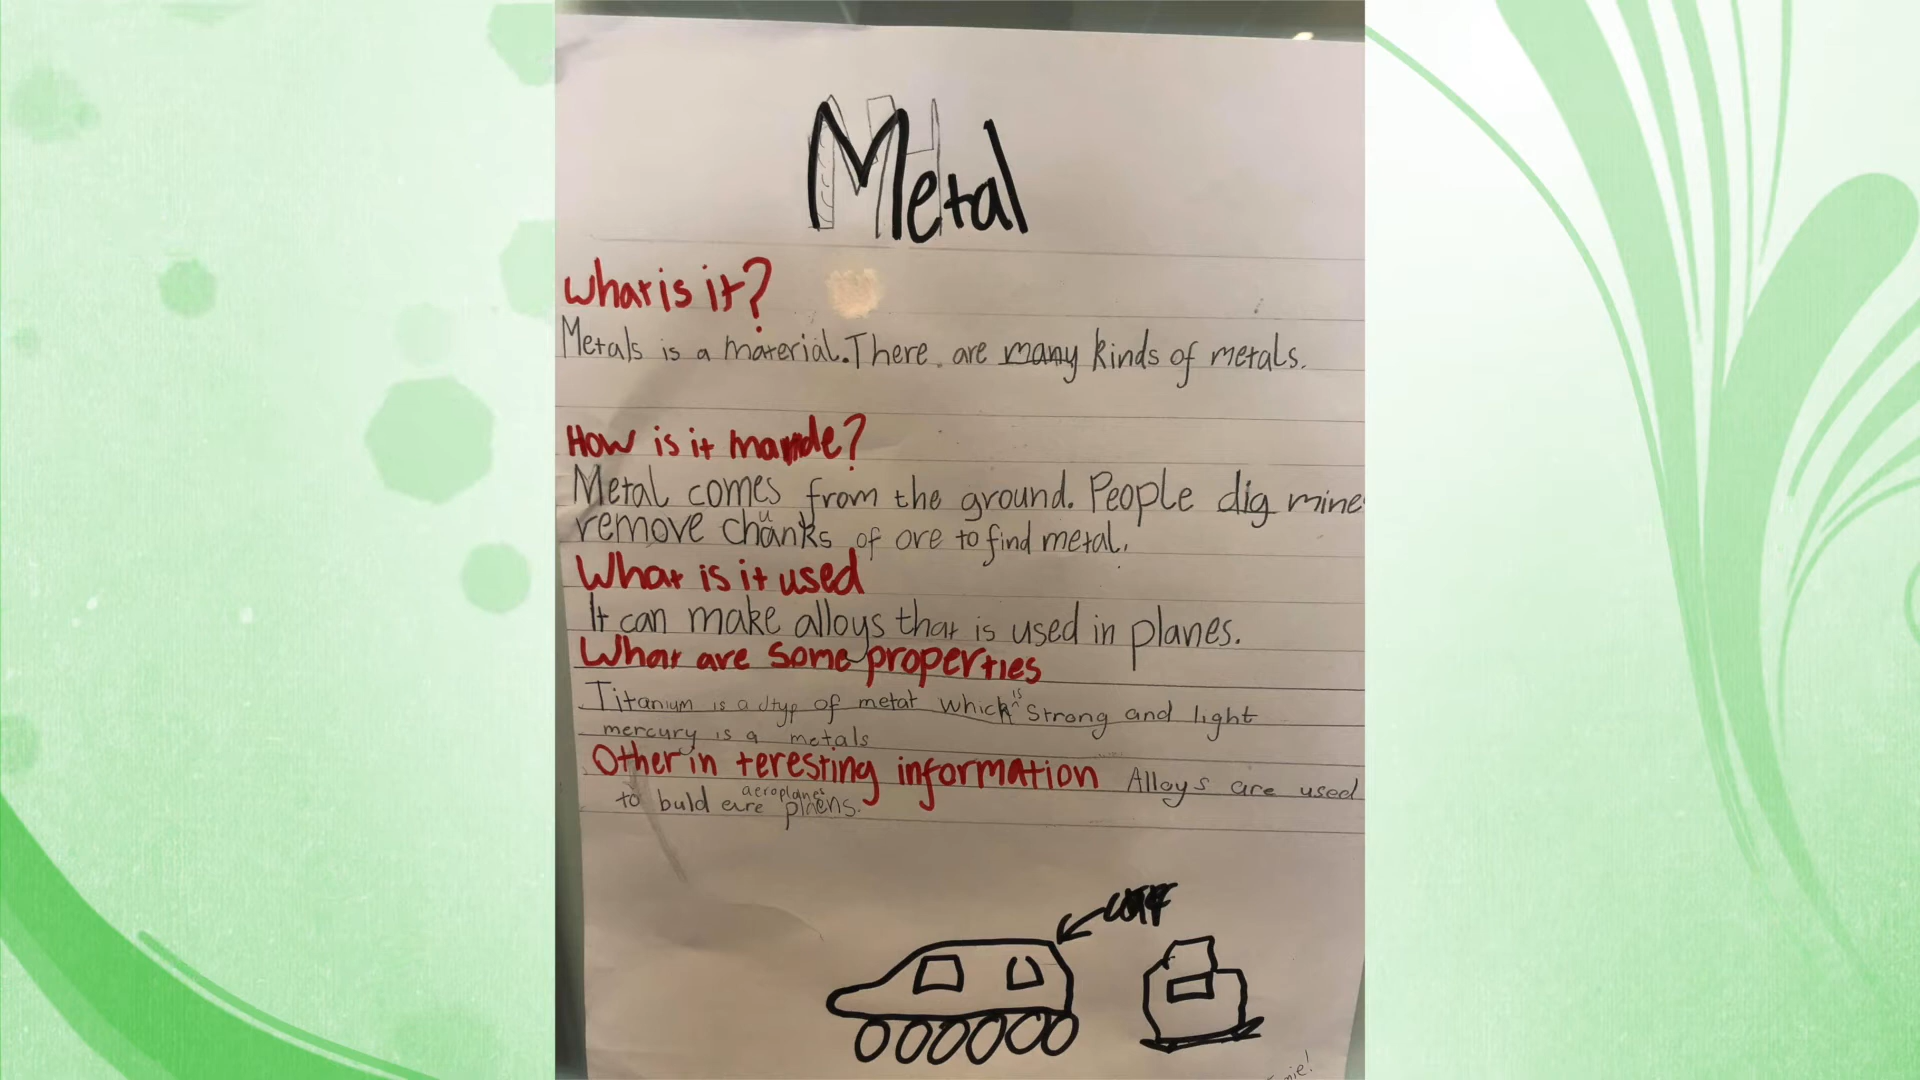 Metal
What is it?
Metals is a material. There are many kinds of metals.
How is it made?
Metal comes from the ground. People dig mine
remove chunks of ore to find metal.
What is it used
It can make alloys that is used in planes.
What are some properties
Titanium is a typ of metal which is strong and light
mercury is a metals
Other in teresting information Alloys are used
aeroplanes
to buld